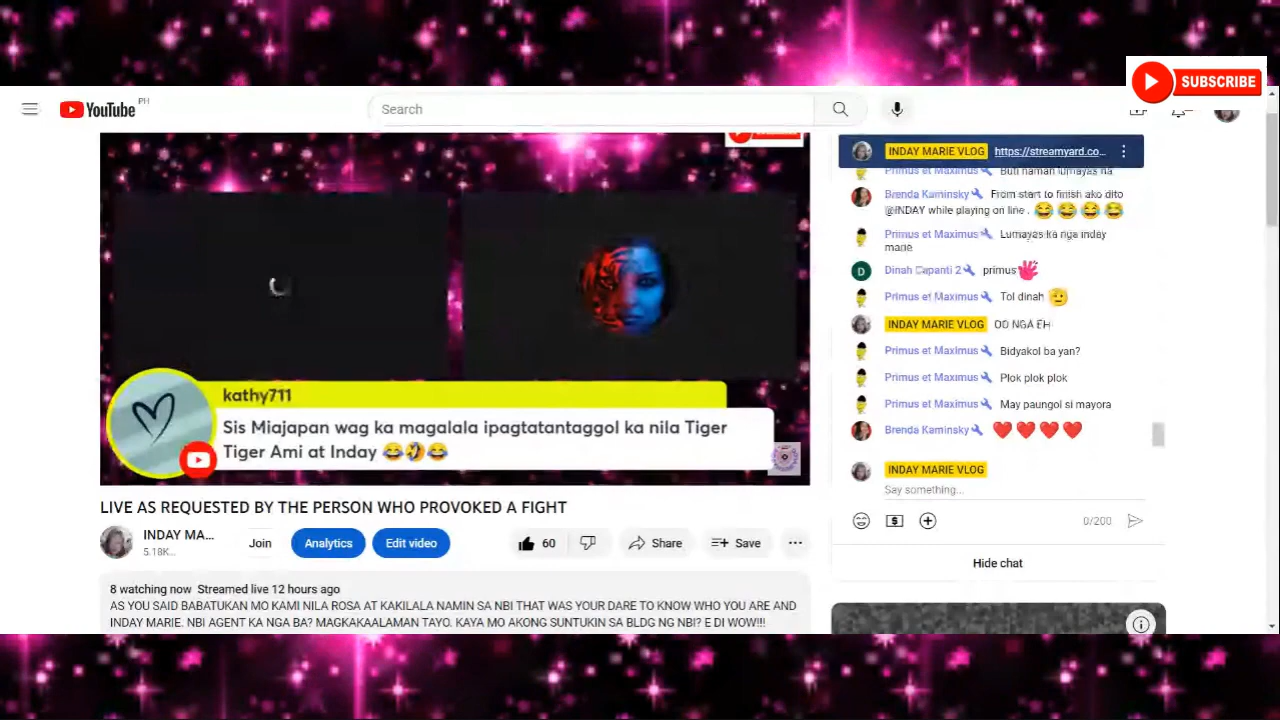 SUBSCRIBE
YouTube PH
Search
INDAY MARIE VLOG https://streamyard.co...
Primus et Maximus Buti naman lumayas na
Brenda Kaminsky From start to finish ako dito
@INDAY while playing on line . 😂😂😂😂
Primus et Maximus Lumayas ka nga inday
marie
D Dinah Capanti 2 primus👋
Primus et Maximus Tol dinah 🫡
INDAY MARIE VLOG OO NGA EH
Primus et Maximus Bidyakol ba yan?
Primus et Maximus Plok plok plok
Primus et Maximus May paungol si mayora
Brenda Kaminsky ❤️❤️❤️❤️
INDAY MARIE VLOG
Say something...
0/200
Hide chat
kathy711
Sis Miajapan wag ka magalala ipagtatantaggol ka nila Tiger
Tiger Ami at Inday 😂🤣😂
LIVE AS REQUESTED BY THE PERSON WHO PROVOKED A FIGHT
INDAY MA...
5.18K...
Join
Analytics
Edit video
60
Share
Save
8 watching now Streamed live 12 hours ago
AS YOU SAID BABATUKAN MO KAMI NILA ROSA AT KAKILALA NAMIN SA NBI THAT WAS YOUR DARE TO KNOW WHO YOU ARE AND
INDAY MARIE. NBI AGENT KA NGA BA? MAGKAKAALAMAN TAYO. KAYA MO AKONG SUNTUKIN SA BLDG NG NBI? E DI WOW!!!